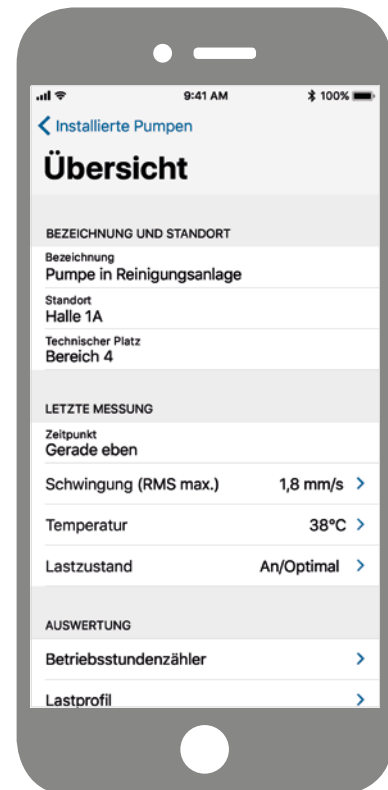 9:41 AM
100%
Installierte Pumpen
Übersicht
BEZEICHNUNG UND STANDORT
Bezeichnung
Pumpe in Reinigungsanlage
Standort
Halle 1A
Technischer Platz
Bereich 4
LETZTE MESSUNG
Zeitpunkt
Gerade eben
Schwingung (RMS max.) 1,8 mm/s
Temperatur 38°C
Lastzustand An/Optimal
AUSWERTUNG
Betriebsstundenzähler
Lastprofil